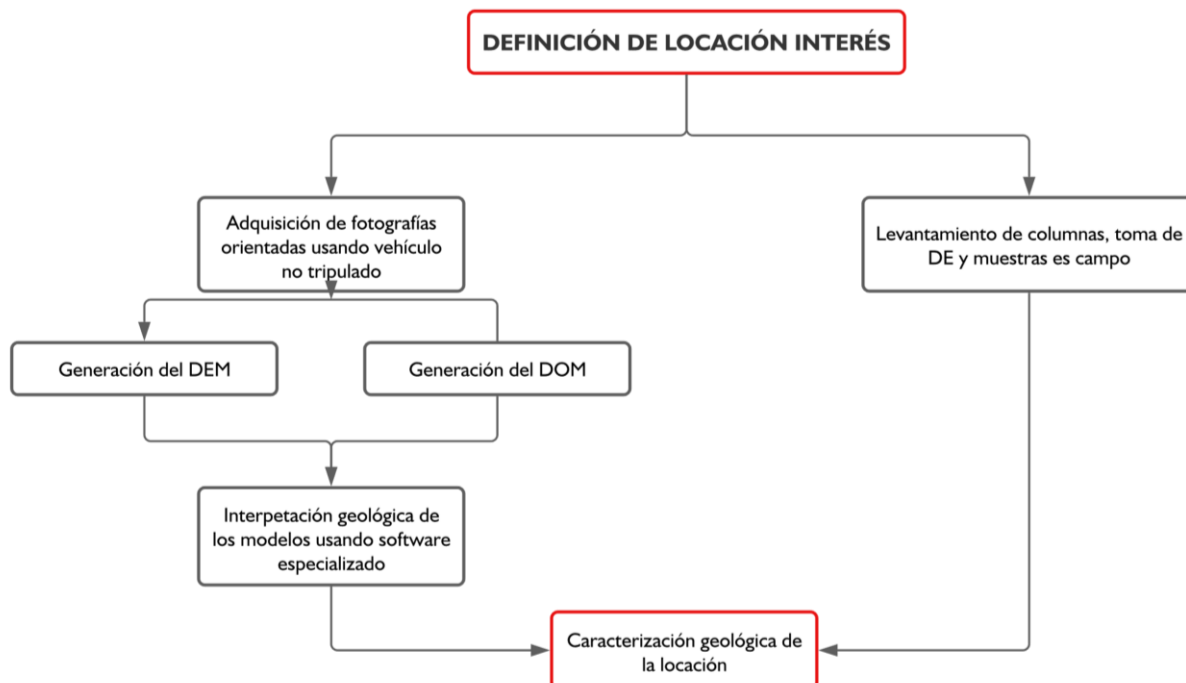 DEFINICIÓN DE LOCACIÓN INTERÉS
Adquisición de fotografías
orientadas usando vehículo
no tripulado
Levantamiento de columnas, toma de
DE y muestras es campo
Generación del DEM
Generación del DOM
Interpetación geológica de
los modelos usando software
especializado
Caracterización geológica de
la locación